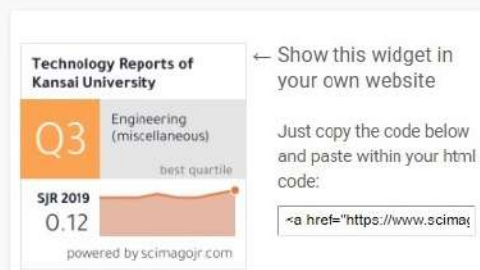 Technology Reports of
Kansai University
Q3
Engineering
(miscellaneous)
best quartile
SJR 2019
0.12
powered by scimagojr.com
← Show this widget in
your own website
Just copy the code below
and paste within your html
code:
<a href="https://www.scimag